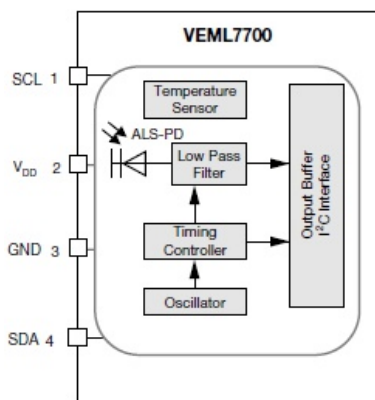 VEML7700
SCL 1
Temperature
Sensor
ALS-PD
VDD 2
Low Pass
Filter
Output Buffer
I²C Interface
GND 3
Timing
Controller
Oscillator
SDA 4